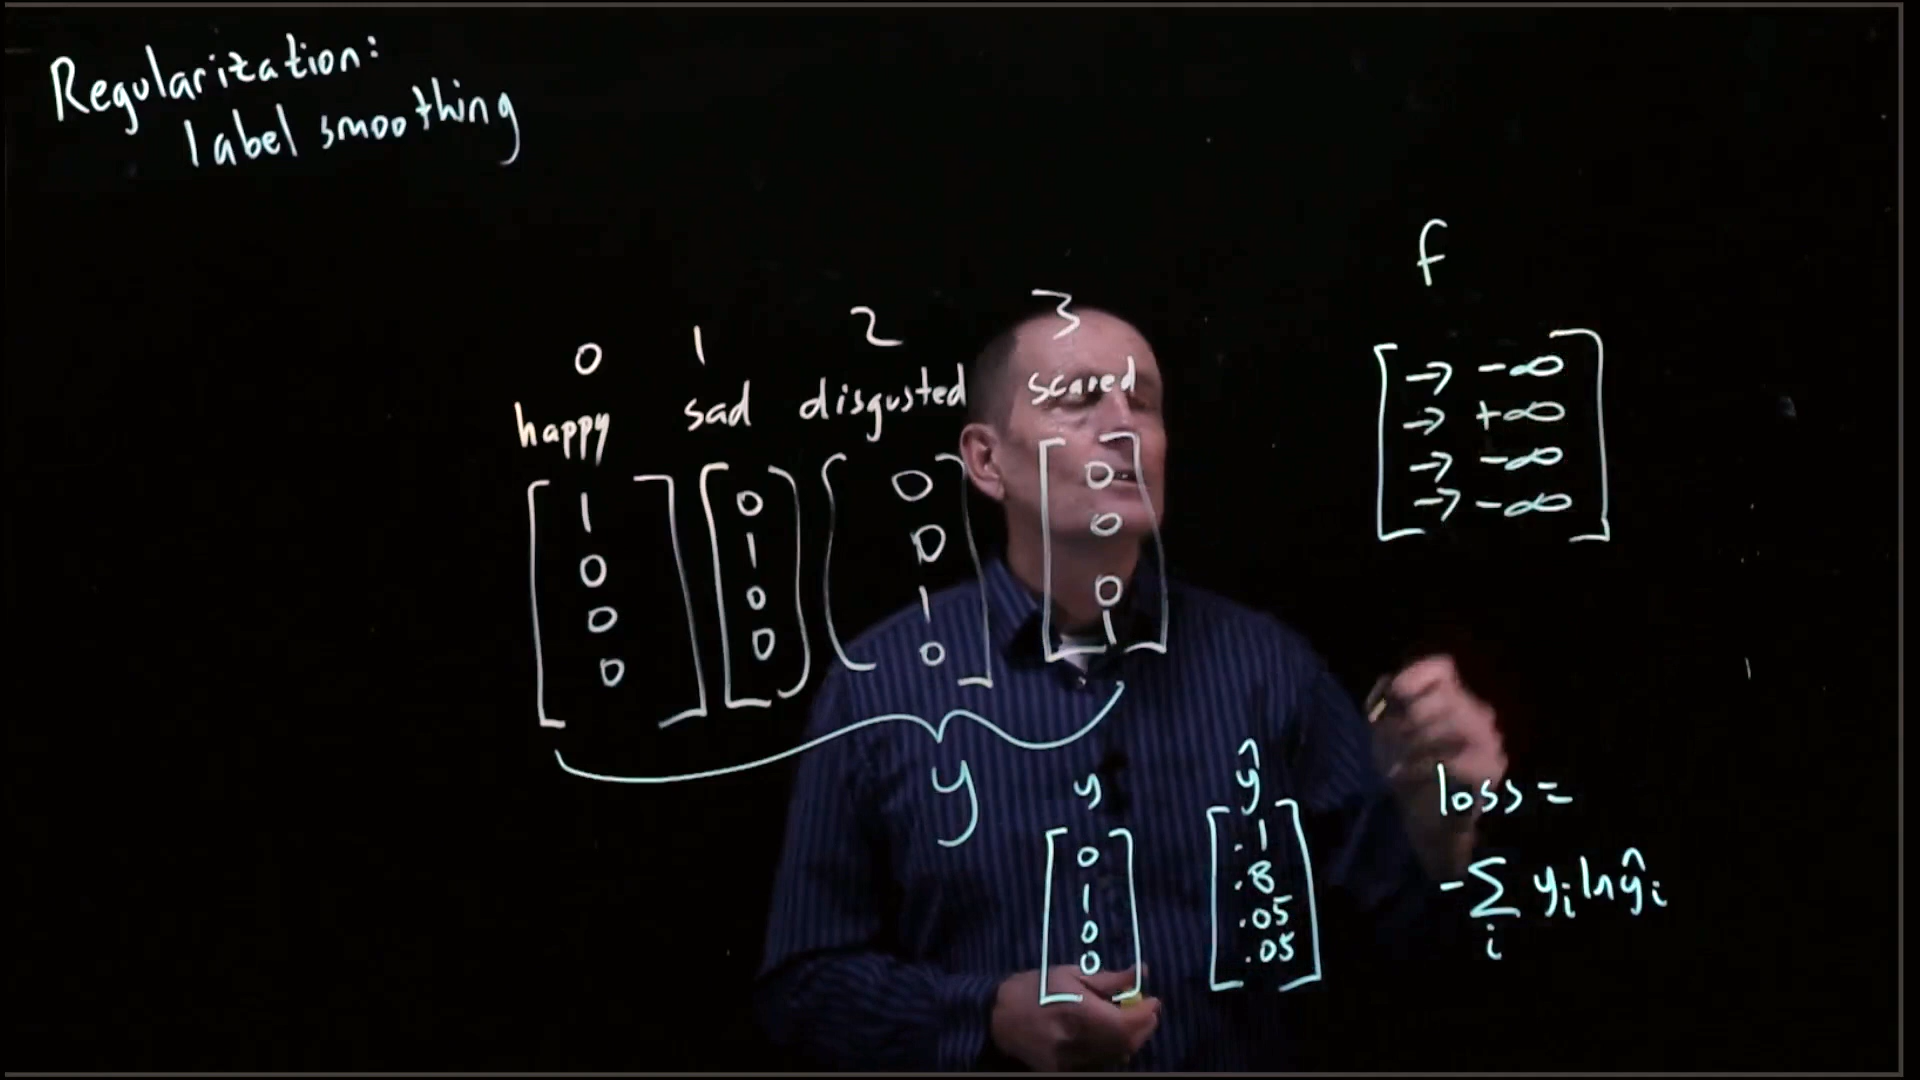 Regularization:
label smoothing
f
0 1 2 3
happy sad disgusted scared
1 0 0 0
0 1 0 0
0 0 1 0
0 0 0 1
→ -∞
→ +∞
→ -∞
→ -∞
y
y ŷ
0 .1
1 .8
0 .05
0 .05
loss =
-∑ yᵢ ln ŷᵢ
i